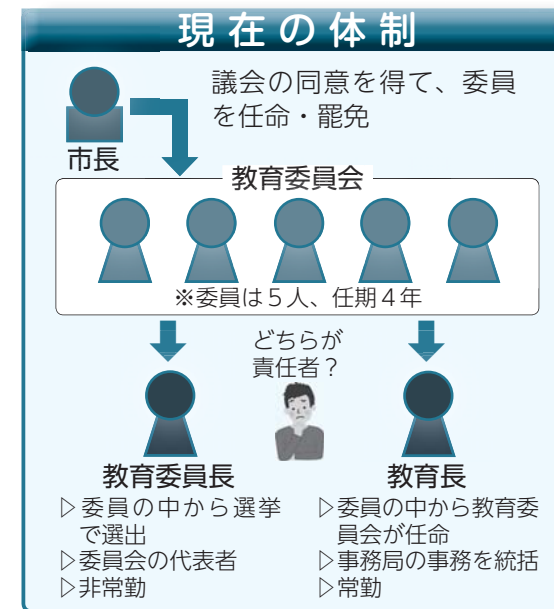 現在の体制
議会の同意を得て、委員
を任命・罷免
市長
教育委員会
※委員は５人、任期４年
どちらが
責任者？
教育委員長
▷委員の中から選挙
で選出
▷委員会の代表者
▷非常勤
教育長
▷委員の中から教育委
員会が任命
▷事務局の事務を統括
▷常勤